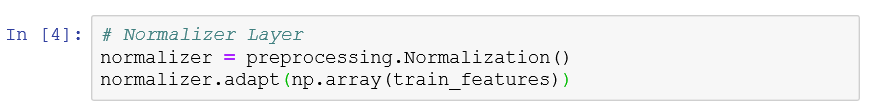 In [4]: # Normalizer Layer
normalizer = preprocessing.Normalization()
normalizer.adapt(np.array(train_features))